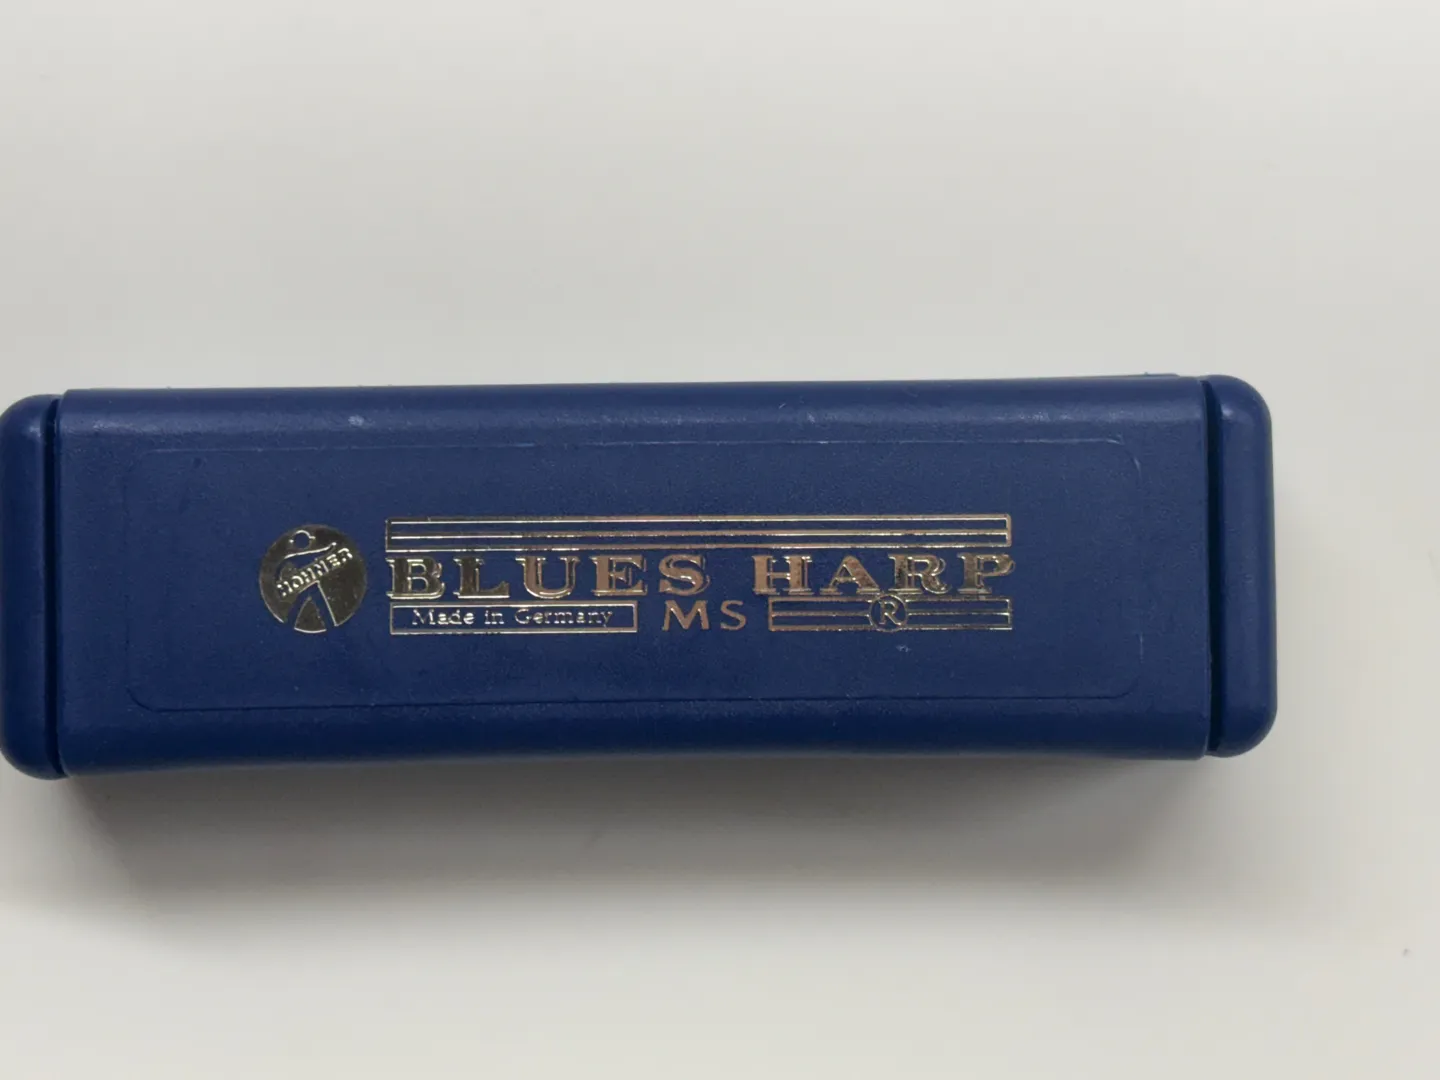 HOHNER
BLUES HARP
Made in Germany MS ®